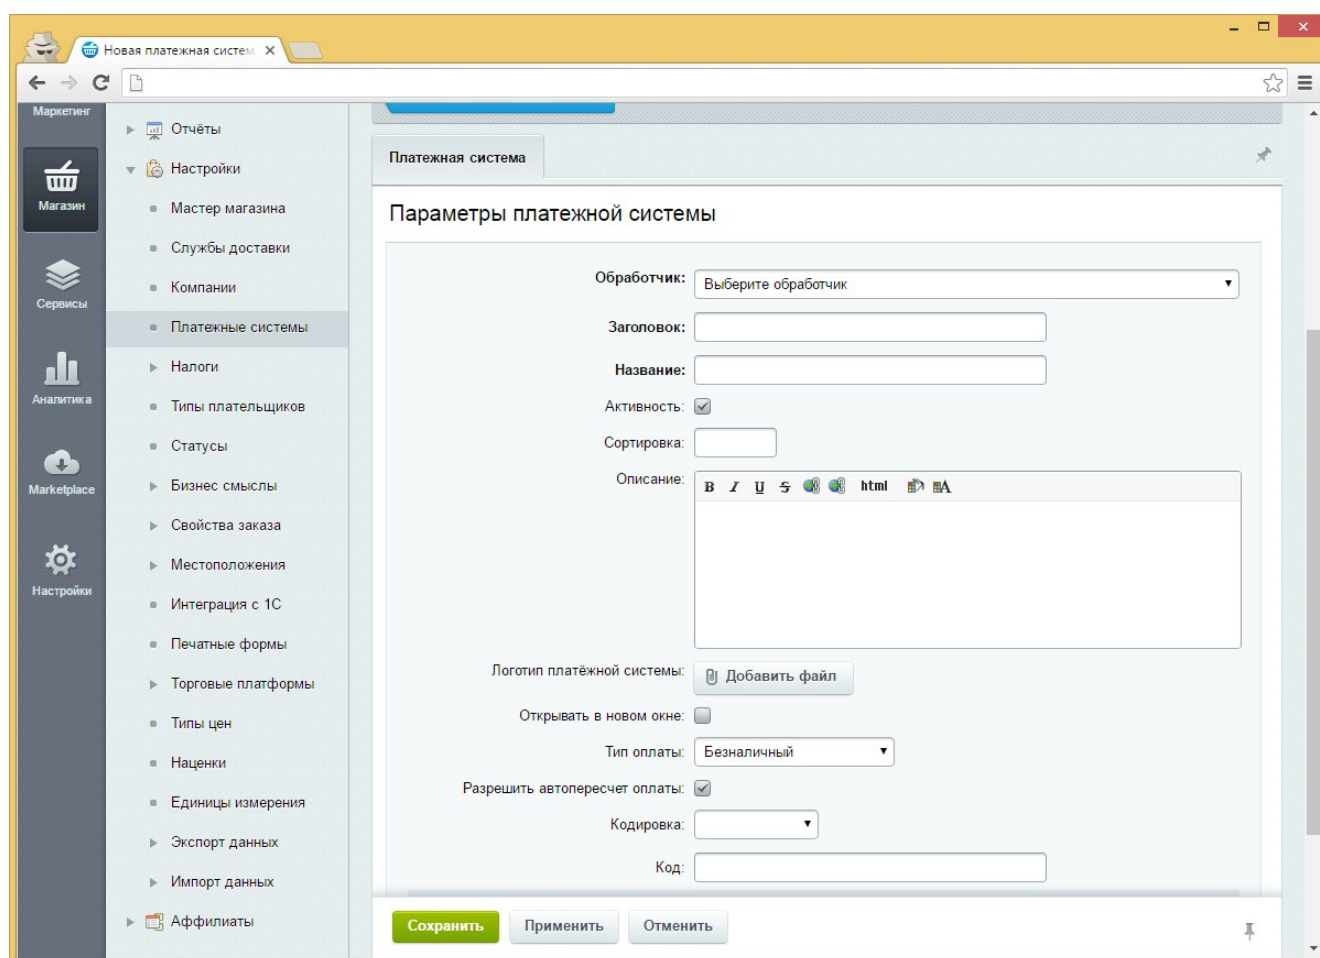 Новая платежная систем
Маркетинг
Магазин
Сервисы
Аналитика
Marketplace
Настройки
Отчёты
Настройки
Мастер магазина
Службы доставки
Компании
Платежные системы
Налоги
Типы плательщиков
Статусы
Бизнес смыслы
Свойства заказа
Местоположения
Интеграция с 1С
Печатные формы
Торговые платформы
Типы цен
Наценки
Единицы измерения
Экспорт данных
Импорт данных
Аффилиаты
Платежная система
Параметры платежной системы
Обработчик: Выберите обработчик
Заголовок:
Название:
Активность:
Сортировка:
Описание:
B I U S html A
Логотип платёжной системы: Добавить файл
Открывать в новом окне:
Тип оплаты: Безналичный
Разрешить автопересчет оплаты:
Кодировка:
Код:
Сохранить Применить Отменить